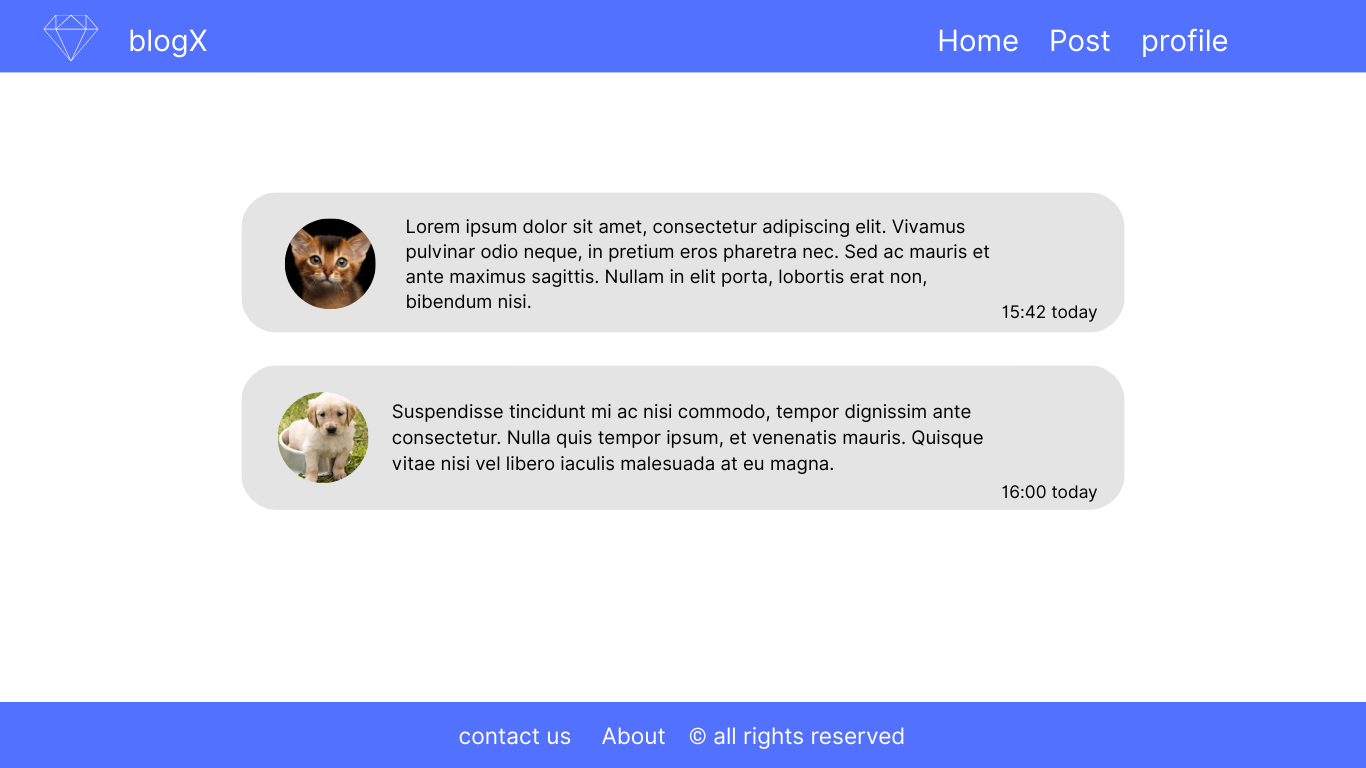 blogX
Home Post profile
Lorem ipsum dolor sit amet, consectetur adipiscing elit. Vivamus
pulvinar odio neque, in pretium eros pharetra nec. Sed ac mauris et
ante maximus sagittis. Nullam in elit porta, lobortis erat non,
bibendum nisi.
15:42 today
Suspendisse tincidunt mi ac nisi commodo, tempor dignissim ante
consectetur. Nulla quis tempor ipsum, et venenatis mauris. Quisque
vitae nisi vel libero iaculis malesuada at eu magna.
16:00 today
contact us About © all rights reserved